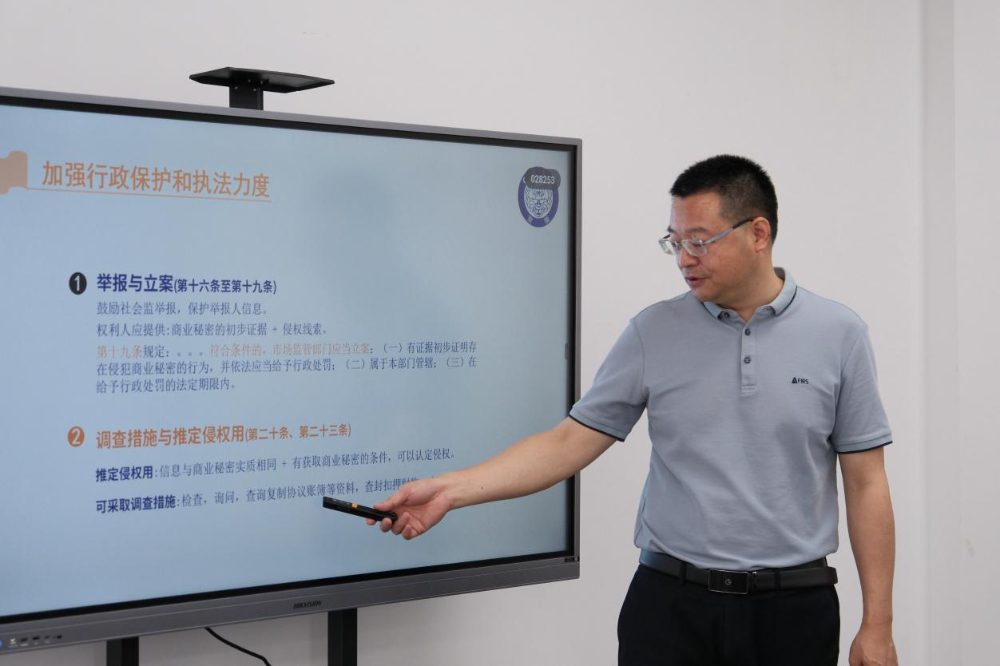 加强行政保护和执法力度
028253
1 举报与立案(第十六条至第十九条)
鼓励社会监举报，保护举报人信息。
权利人应提供:商业秘密的初步证据 + 侵权线索。
第十九条规定：。。。符合条件的，市场监管部门应当立案：（一）有证据初步证明存
在侵犯商业秘密的行为，并依法应当给予行政处罚；（二）属于本部门管辖；（三）在
给予行政处罚的法定期限内。
2 调查措施与推定侵权用(第二十条、第二十三条)
推定侵权用:信息与商业秘密实质相同 + 有获取商业秘密的条件，可以认定侵权。
可采取调查措施:检查，询问，查询复制协议账簿等资料，查封扣押财物
HIKVISION
FIRS